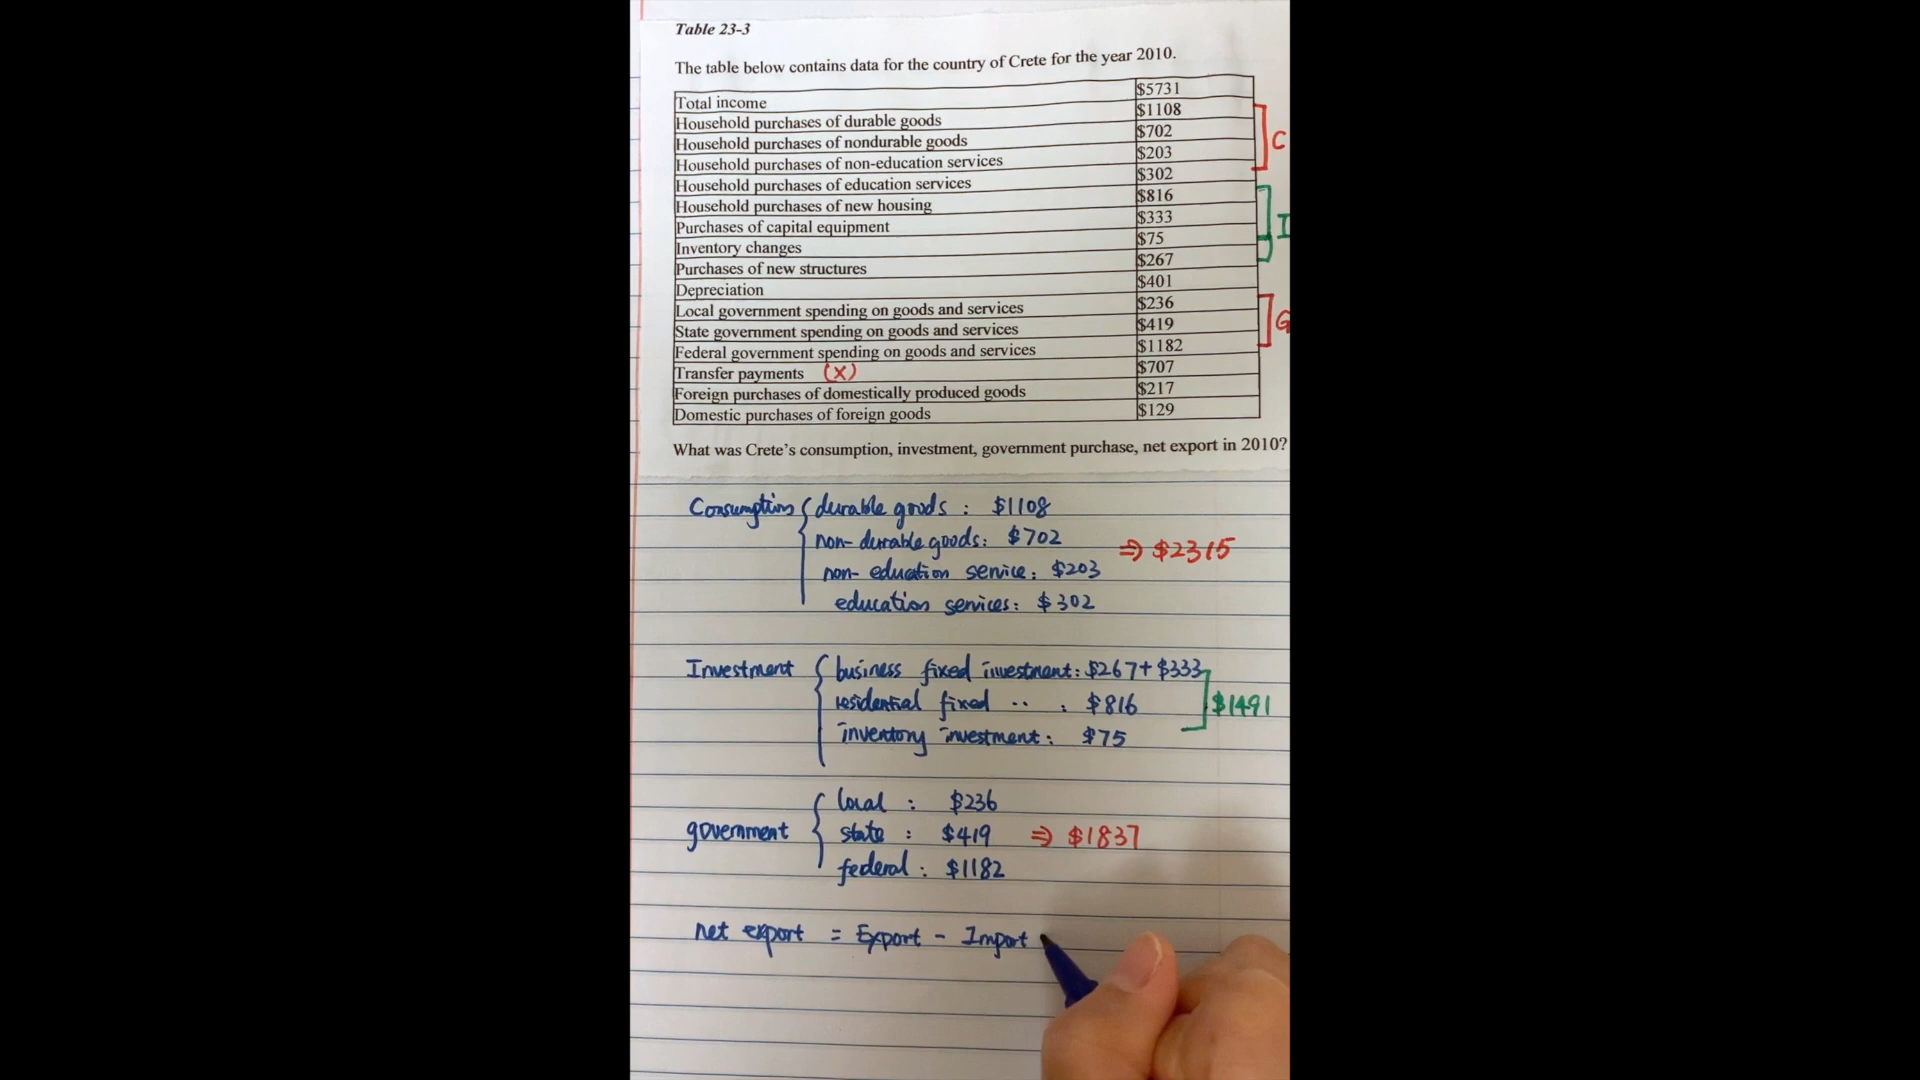 Table 23-3
The table below contains data for the country of Crete for the year 2010.
Total income $5731
Household purchases of durable goods $1108
Household purchases of nondurable goods $702
Household purchases of non-education services $203
Household purchases of education services $302
Household purchases of new housing $816
Purchases of capital equipment $333
Inventory changes $75
Purchases of new structures $267
Depreciation $401
Local government spending on goods and services $236
State government spending on goods and services $419
Federal government spending on goods and services $1182
Transfer payments (X) $707
Foreign purchases of domestically produced goods $217
Domestic purchases of foreign goods $129
C
I
G
What was Crete's consumption, investment, government purchase, net export in 2010?
Consumption { durable goods : $1108
non-durable goods: $702
⇒ $2315
non-eduation service: $203
education services: $302
Investment { business fixed investment: $267+$333
residential fixed ·· : $816 $1491
inventory investment: $75
local : $236
government { state : $419 ⇒ $1837
federal : $1182
net export = Export - Import